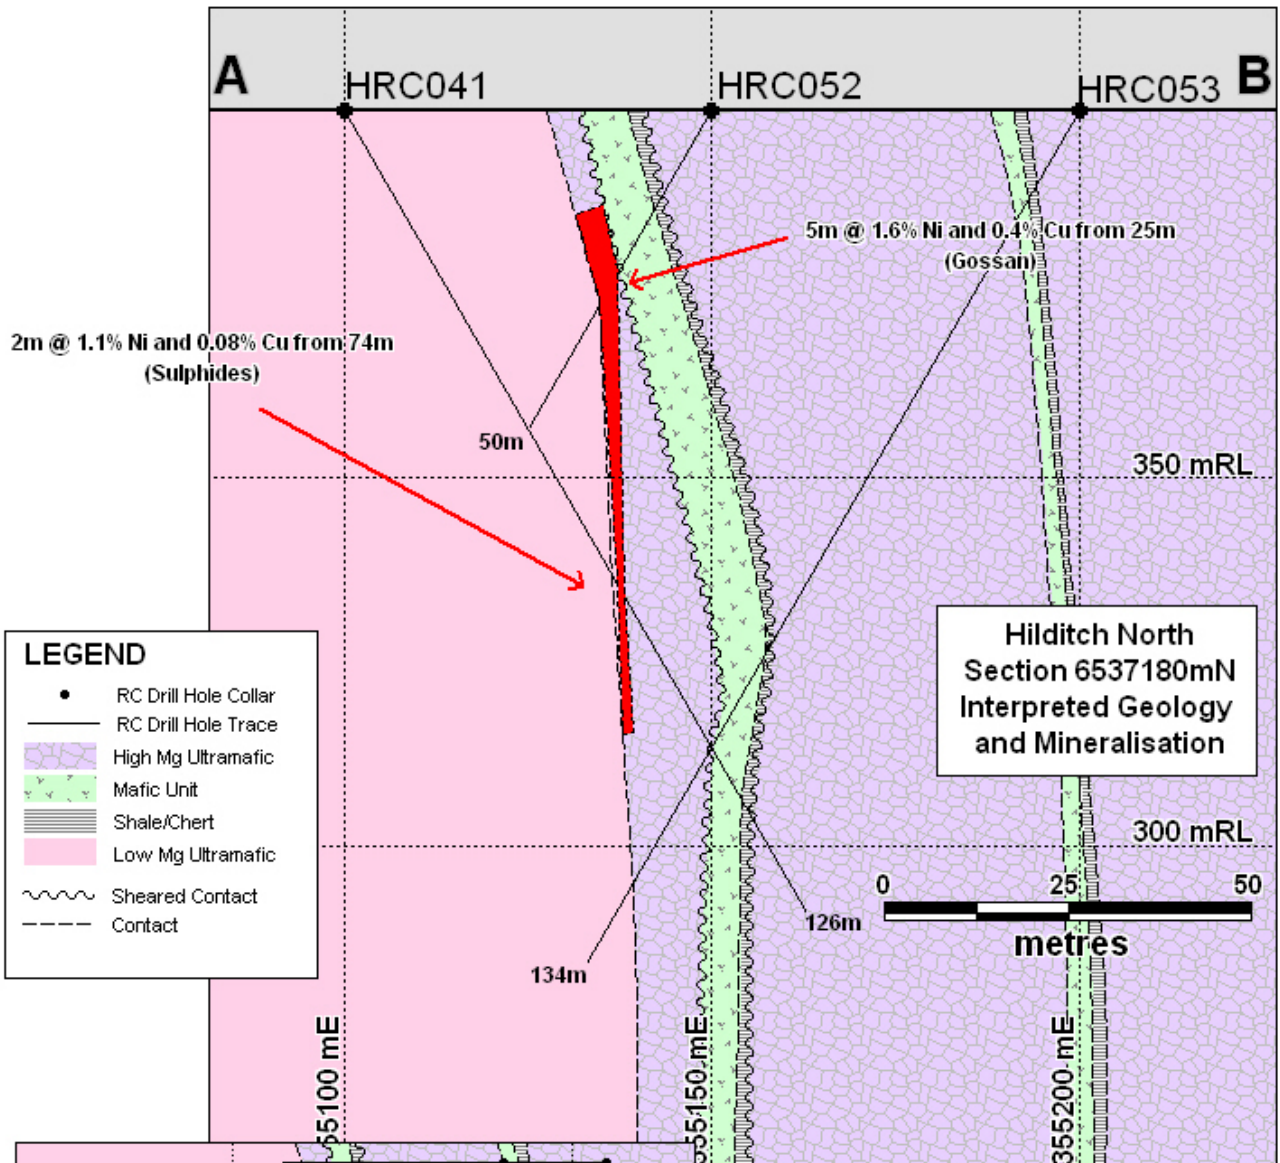 A
HRC041
HRC052
HRC053
B
5m @ 1.6% Ni and 0.4% Cu from 25m
(Gossan)
2m @ 1.1% Ni and 0.08% Cu from 74m
(Sulphides)
50m
350 mRL
Hilditch North
Section 6537180mN
Interpreted Geology
and Mineralisation
LEGEND
RC Drill Hole Collar
RC Drill Hole Trace
High Mg Ultramafic
Mafic Unit
Shale/Chert
Low Mg Ultramafic
Sheared Contact
Contact
300 mRL
0 25 50
metres
126m
134m
55100 mE
55150 mE
355200 mE